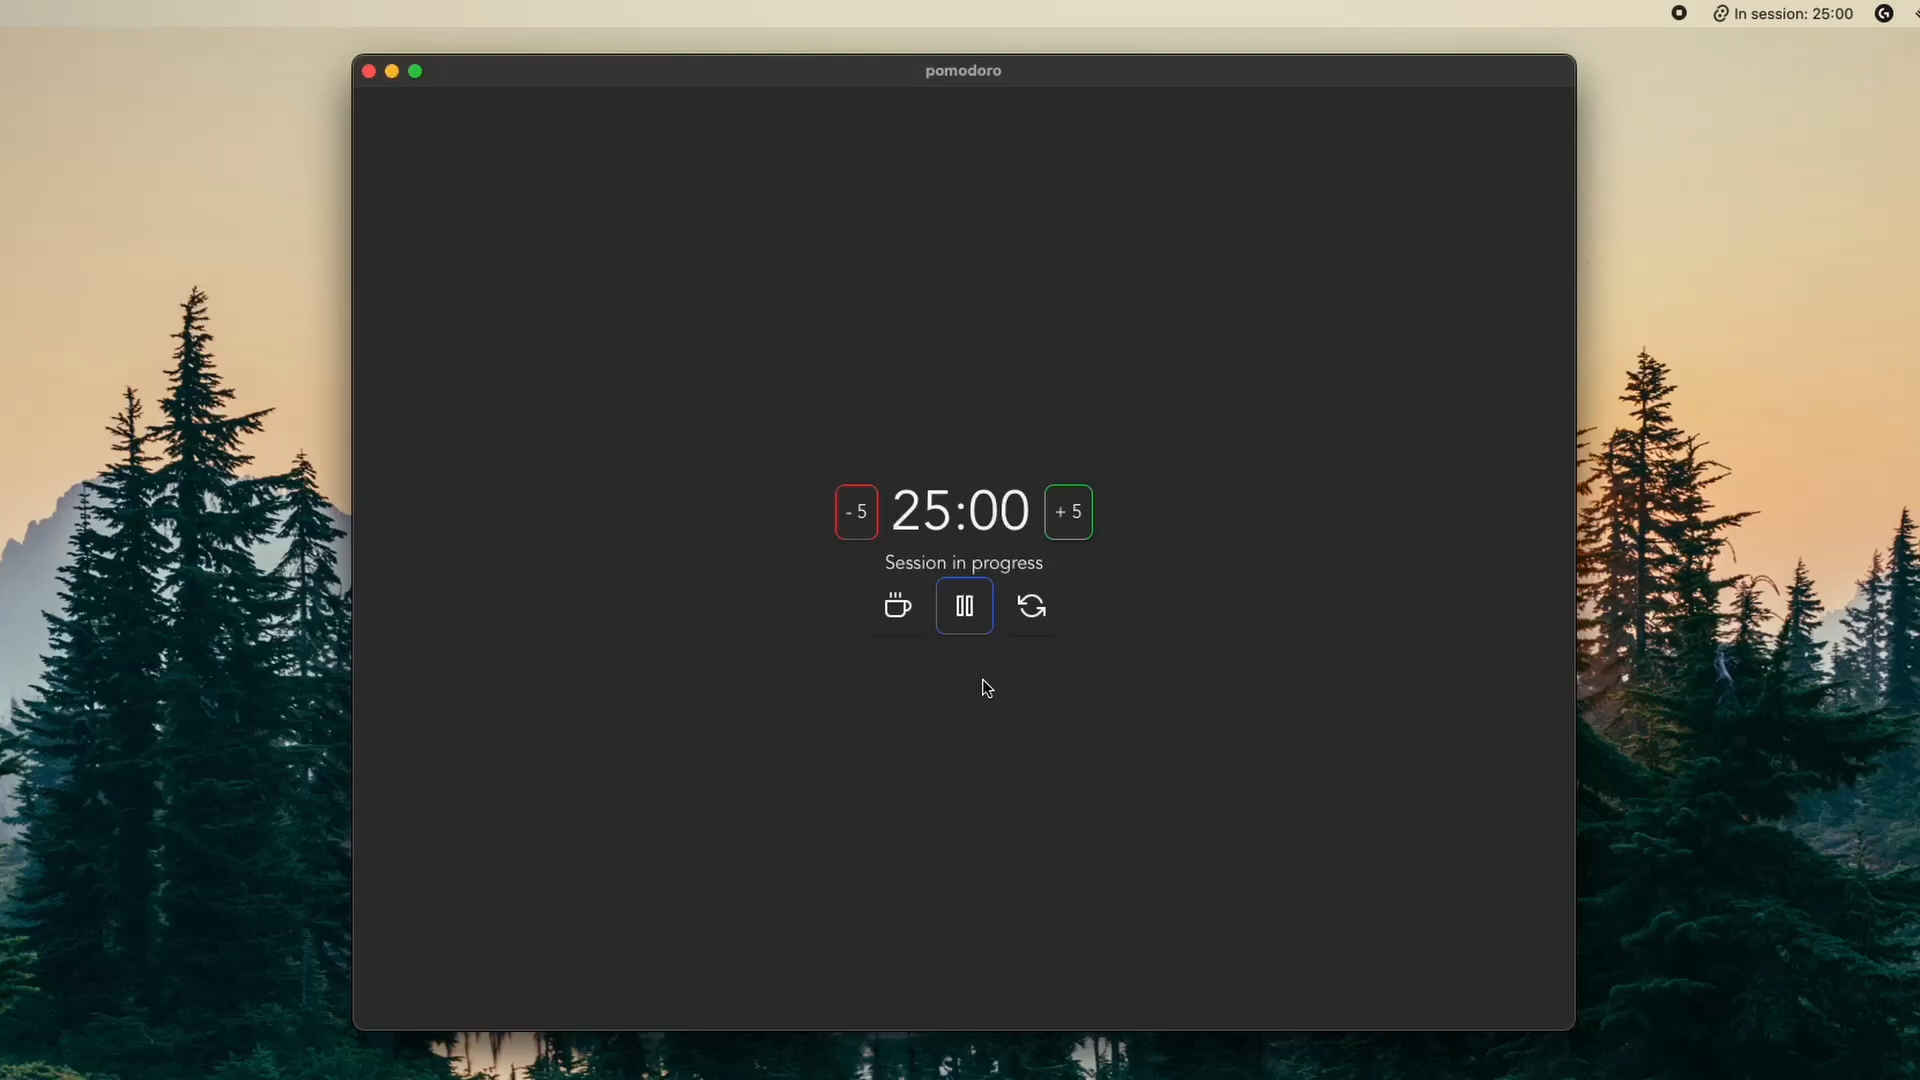 In session: 25:00
pomodoro
- 5
25:00
+ 5
Session in progress